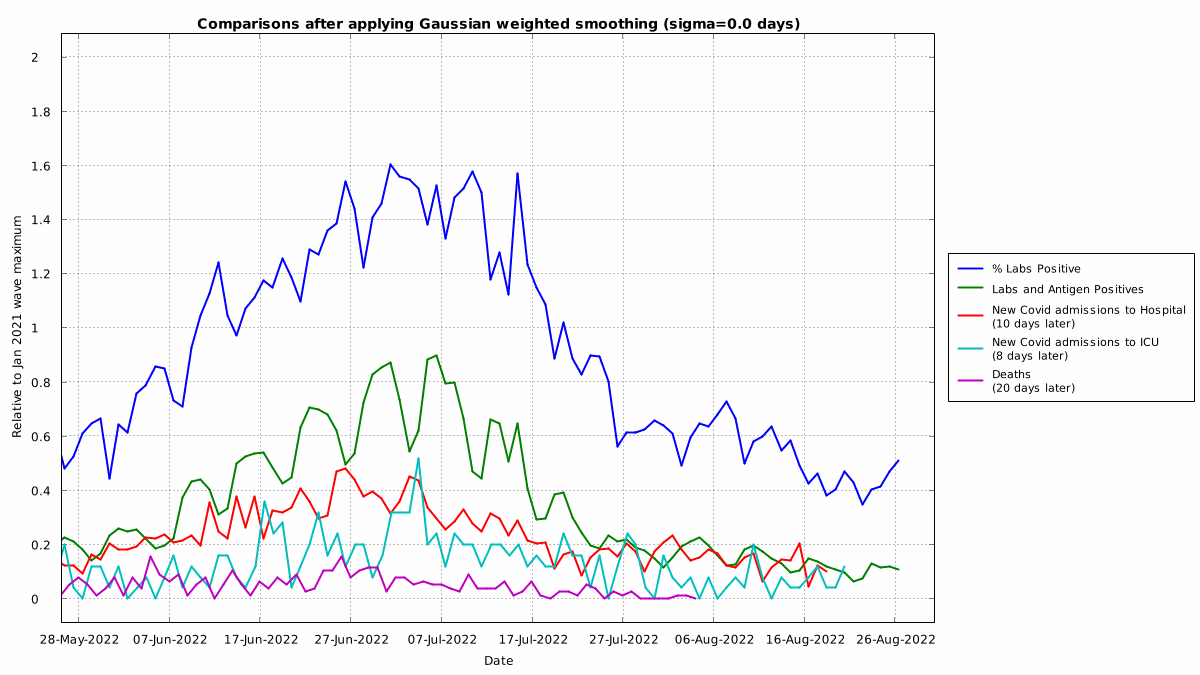 Comparisons after applying Gaussian weighted smoothing (sigma=0.0 days)
2
1.8
1.6
1.4
1.2
1
0.8
0.6
0.4
0.2
0
Relative to Jan 2021 wave maximum
28-May-2022 07-Jun-2022 17-Jun-2022 27-Jun-2022 07-Jul-2022 17-Jul-2022 27-Jul-2022 06-Aug-2022 16-Aug-2022 26-Aug-2022
Date
% Labs Positive
Labs and Antigen Positives
New Covid admissions to Hospital
(10 days later)
New Covid admissions to ICU
(8 days later)
Deaths
(20 days later)